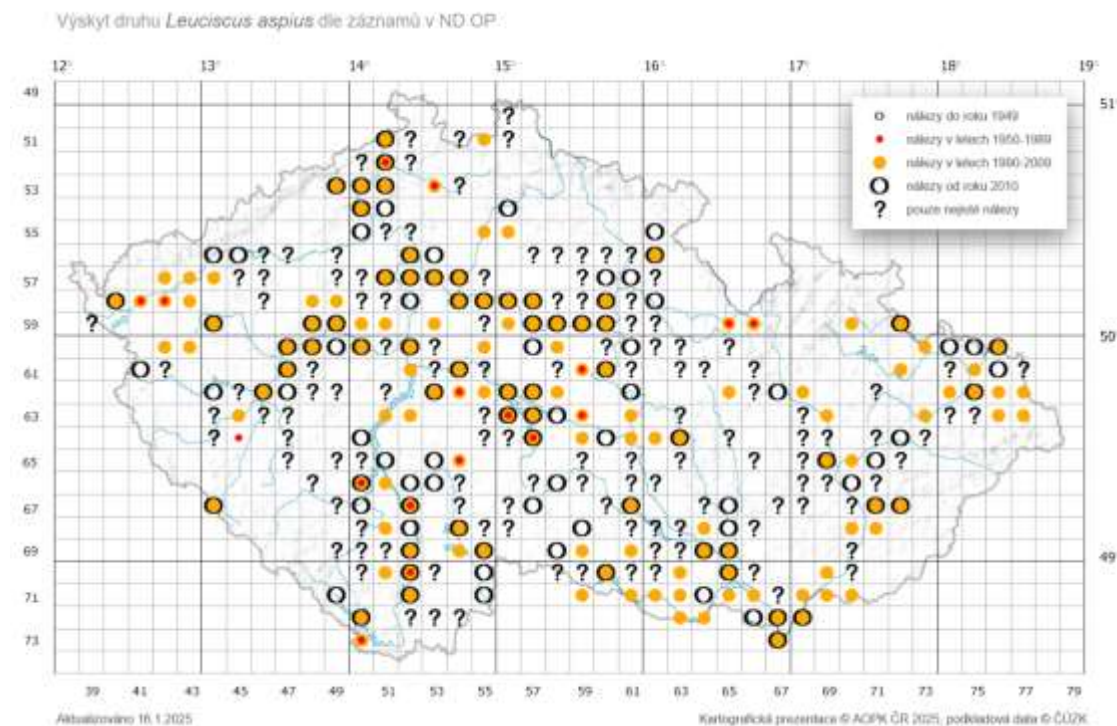 Výskyt druhu Leuciscus aspius dle záznamů v ND OP
12° 13° 14° 15° 16° 17° 18° 19°
49 51°
nálezy do roku 1949
51
nálezy v letech 1950-1989
nálezy v letech 1990-2009
53
nálezy od roku 2010
pouze nejisté nálezy
55
57
59
50°
61
63
65
67
69
49°
71
73
39 41 43 45 47 49 51 53 55 57 59 61 63 65 67 69 71 73 75 77 79
Aktualizováno 16.1.2025
Kartografická prezentace © AOPK ČR 2025, podkladová data © ČÚZK